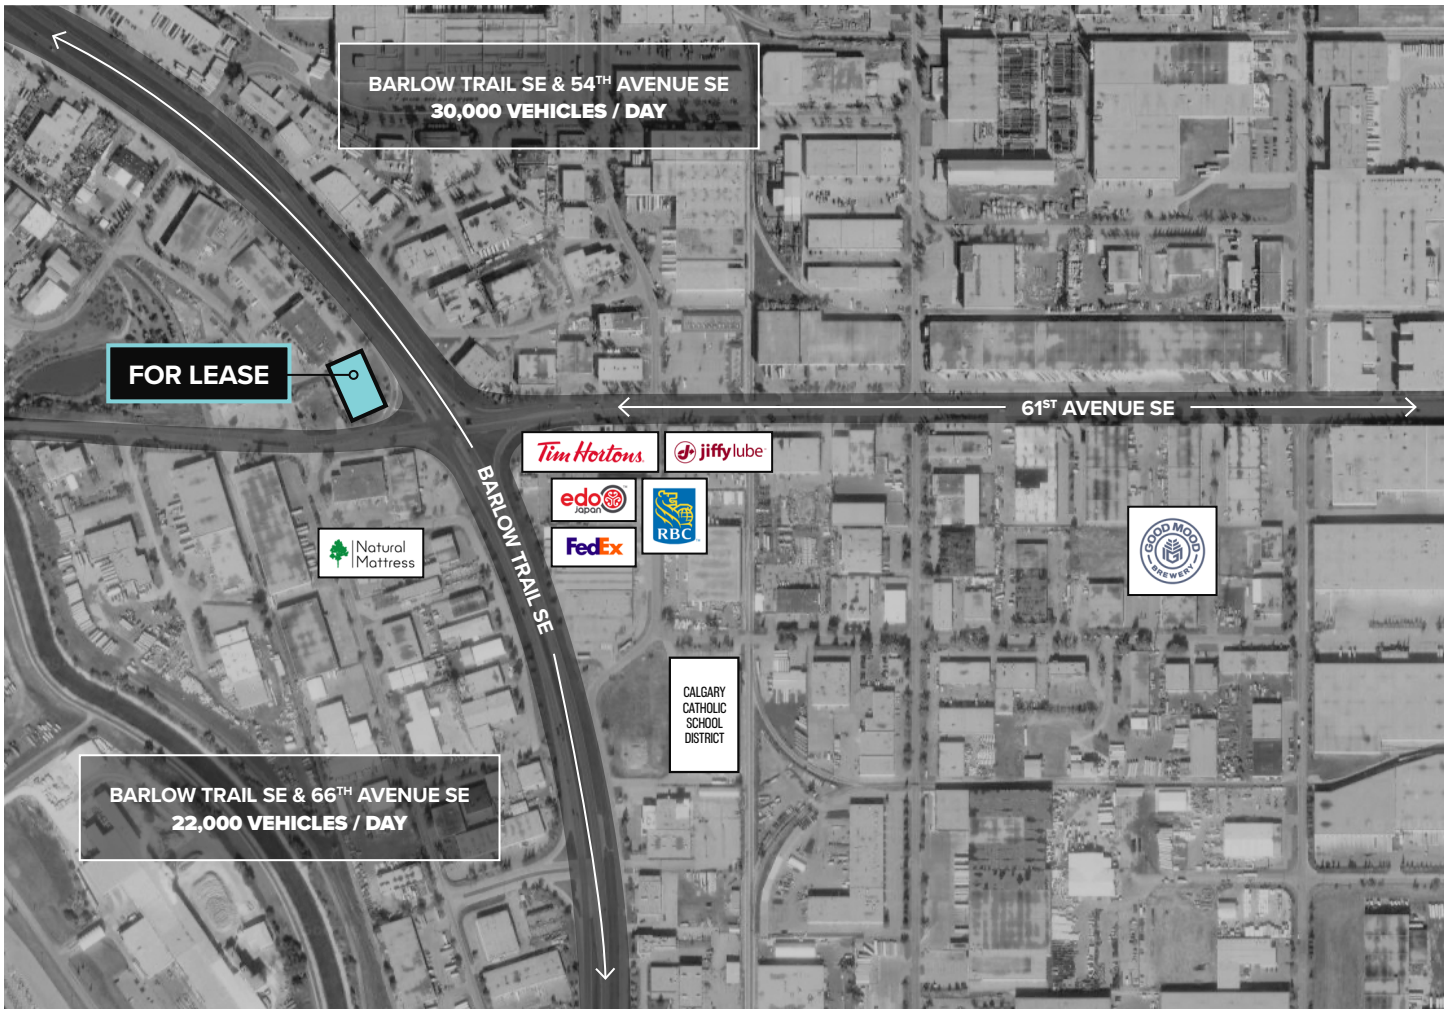 BARLOW TRAIL SE & 54TH AVENUE SE
30,000 VEHICLES / DAY
FOR LEASE
61ST AVENUE SE
Tim Hortons.
jiffy lube
edo
Japan
RBC
FedEx
Natural
Mattress
BARLOW TRAIL SE
GOOD MOOD
BREWERY
CALGARY
CATHOLIC
SCHOOL
DISTRICT
BARLOW TRAIL SE & 66TH AVENUE SE
22,000 VEHICLES / DAY